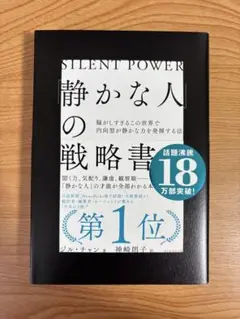 SILENT POWER
騒がしすぎるこの世界で
内向型が静かな力を発揮する法
「静かな人」
の
戦略書
話題沸騰
18
万部突破!
聞く力、気配り、謙虚、観察眼──
「静かな人」の才能が全部わかる本
第1位
ジル・チャン 著
神崎朗子 訳